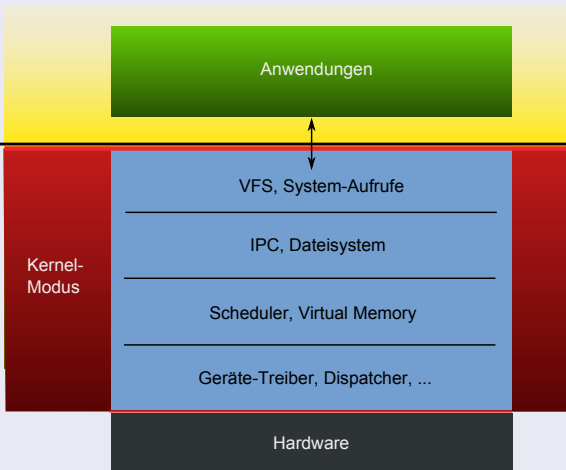 Anwendungen
VFS, System-Aufrufe
IPC, Dateisystem
Kernel-
Modus
Scheduler, Virtual Memory
Geräte-Treiber, Dispatcher, ...
Hardware